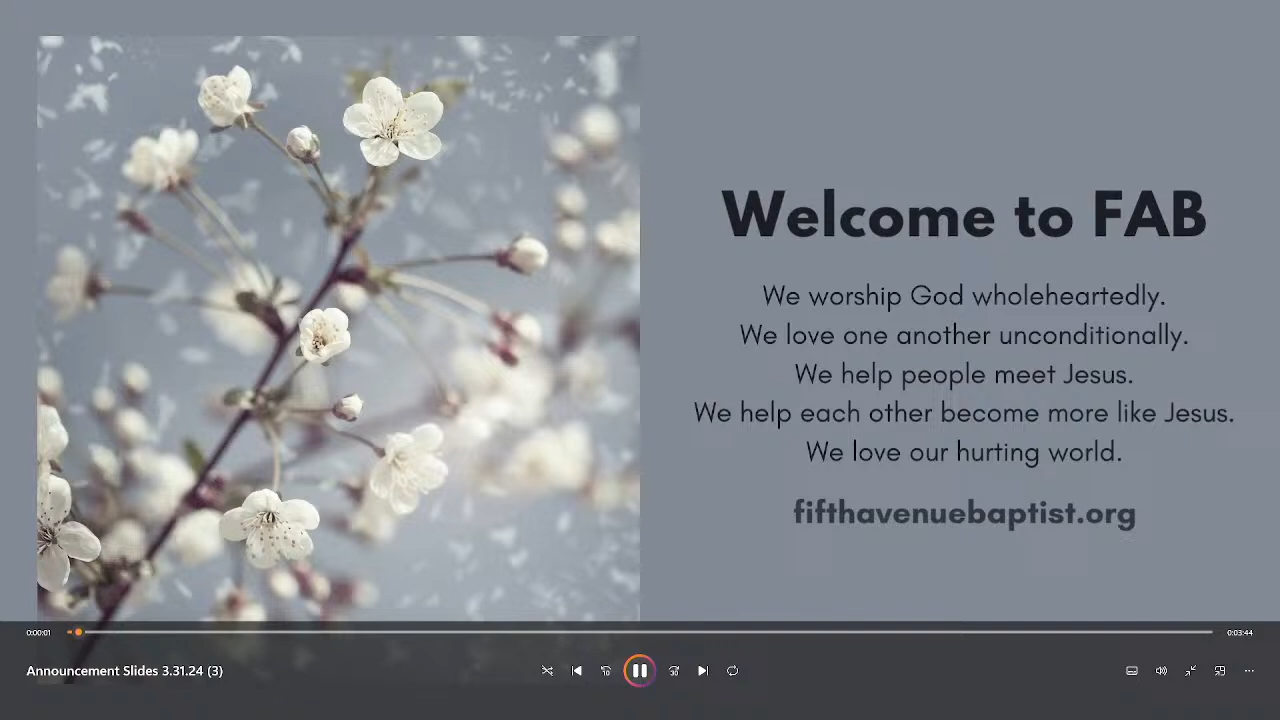 Welcome to FAB
We worship God wholeheartedly.
We love one another unconditionally.
We help people meet Jesus.
We help each other become more like Jesus.
We love our hurting world.
fifthavenuebaptist.org
0:00:01
0:03:44
Announcement Slides 3.31.24 (3)
10
30